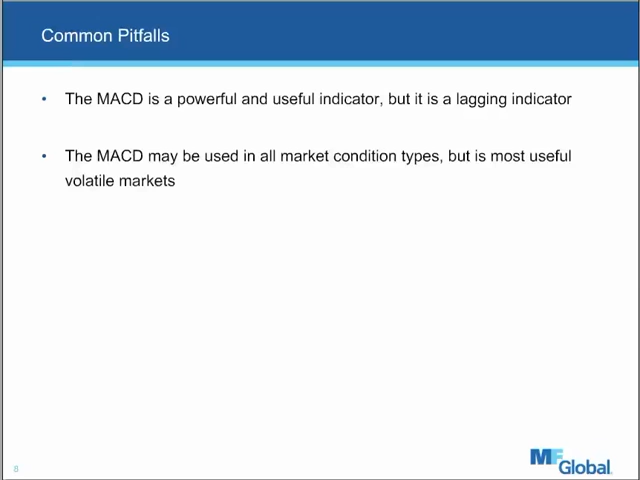 Common Pitfalls
• The MACD is a powerful and useful indicator, but it is a lagging indicator
• The MACD may be used in all market condition types, but is most useful
volatile markets
8
MF
Global